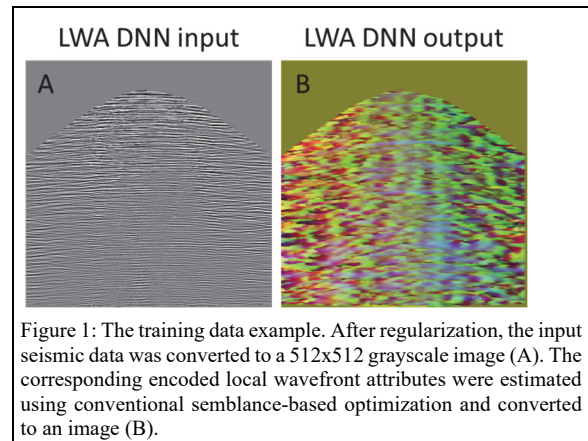 LWA DNN input LWA DNN output
A B
Figure 1: The training data example. After regularization, the input
seismic data was converted to a 512x512 grayscale image (A). The
corresponding encoded local wavefront attributes were estimated
using conventional semblance-based optimization and converted
to an image (B).